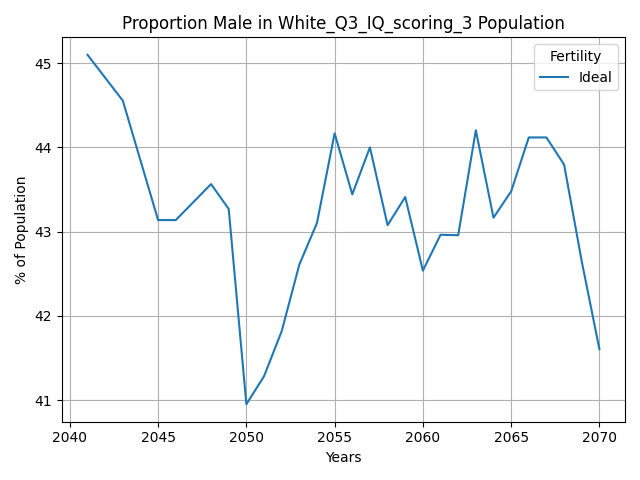 Proportion Male in White_Q3_IQ_scoring_3 Population
Fertility
Ideal
% of Population
45
44
43
42
41
2040 2045 2050 2055 2060 2065 2070
Years